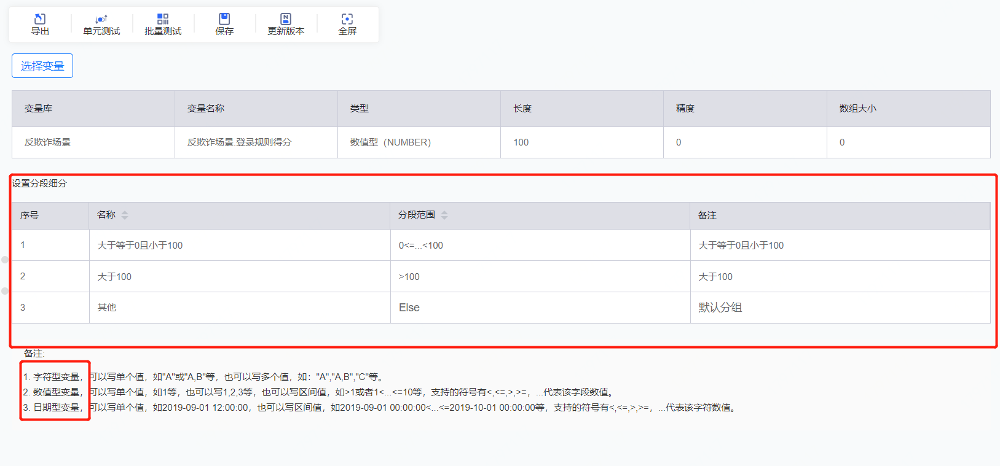 导出 单元测试 批量测试 保存 更新版本 全屏
选择变量
变量库 变量名称 类型 长度 精度 数组大小
反欺诈场景 反欺诈场景.登录规则得分 数值型（NUMBER） 100 0 0
设置分段细分
序号 名称 分段范围 备注
1 大于等于0且小于100 0<=...<100 大于等于0且小于100
2 大于100 >100 大于100
3 其他 Else 默认分组
备注:
1. 字符型变量，可以写单个值，如"A"或"A,B"等，也可以写多个值，如："A","A,B","C"等。
2. 数值型变量，可以写单个值，如1等，也可以写1,2,3等，也可以写区间值，如>1或者1<...<=10等，支持的符号有<,<=,>,>=，...代表该字段数值。
3. 日期型变量，可以写单个值，如2019-09-01 12:00:00，也可以写区间值，如2019-09-01 00:00:00<...<=2019-10-01 00:00:00等，支持的符号有<,<=,>,>=，...代表该字符数值。